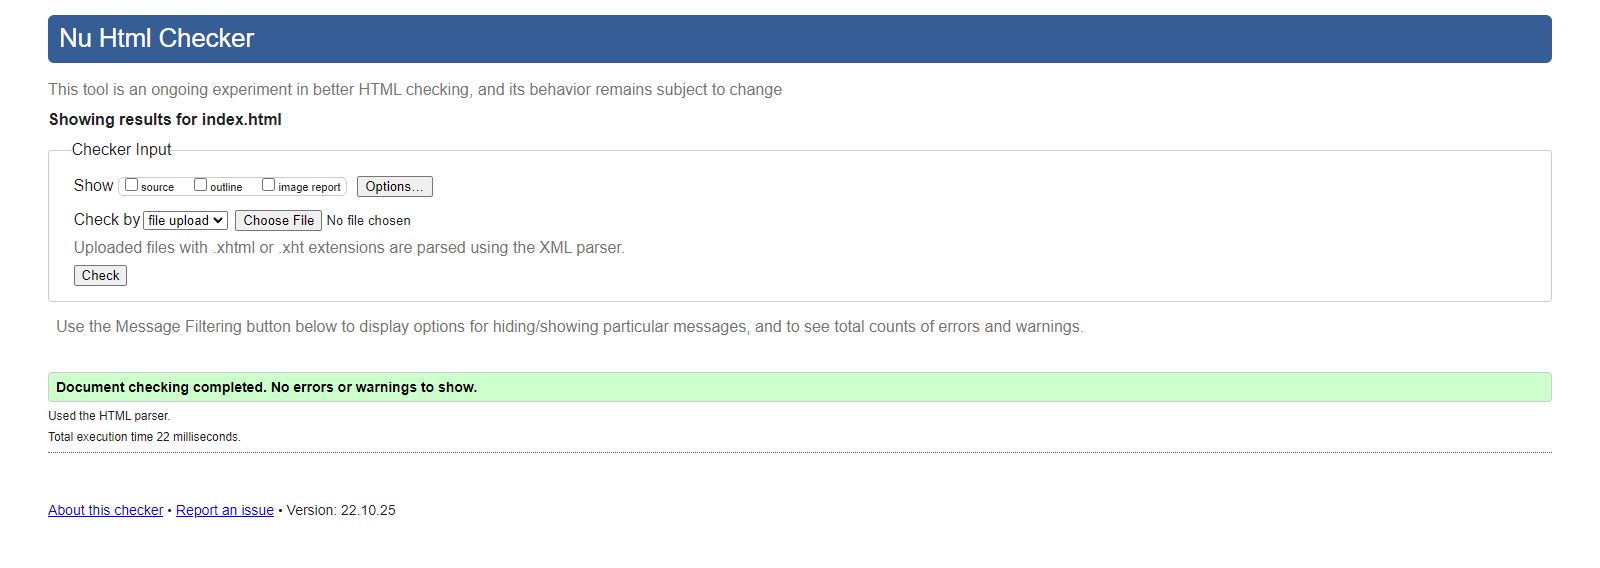 Nu Html Checker
This tool is an ongoing experiment in better HTML checking, and its behavior remains subject to change
Showing results for index.html
Checker Input
Show source outline image report Options...
Check by file upload Choose File No file chosen
Uploaded files with .xhtml or .xht extensions are parsed using the XML parser.
Check
Use the Message Filtering button below to display options for hiding/showing particular messages, and to see total counts of errors and warnings.
Document checking completed. No errors or warnings to show.
Used the HTML parser.
Total execution time 22 milliseconds.
About this checker • Report an issue • Version: 22.10.25